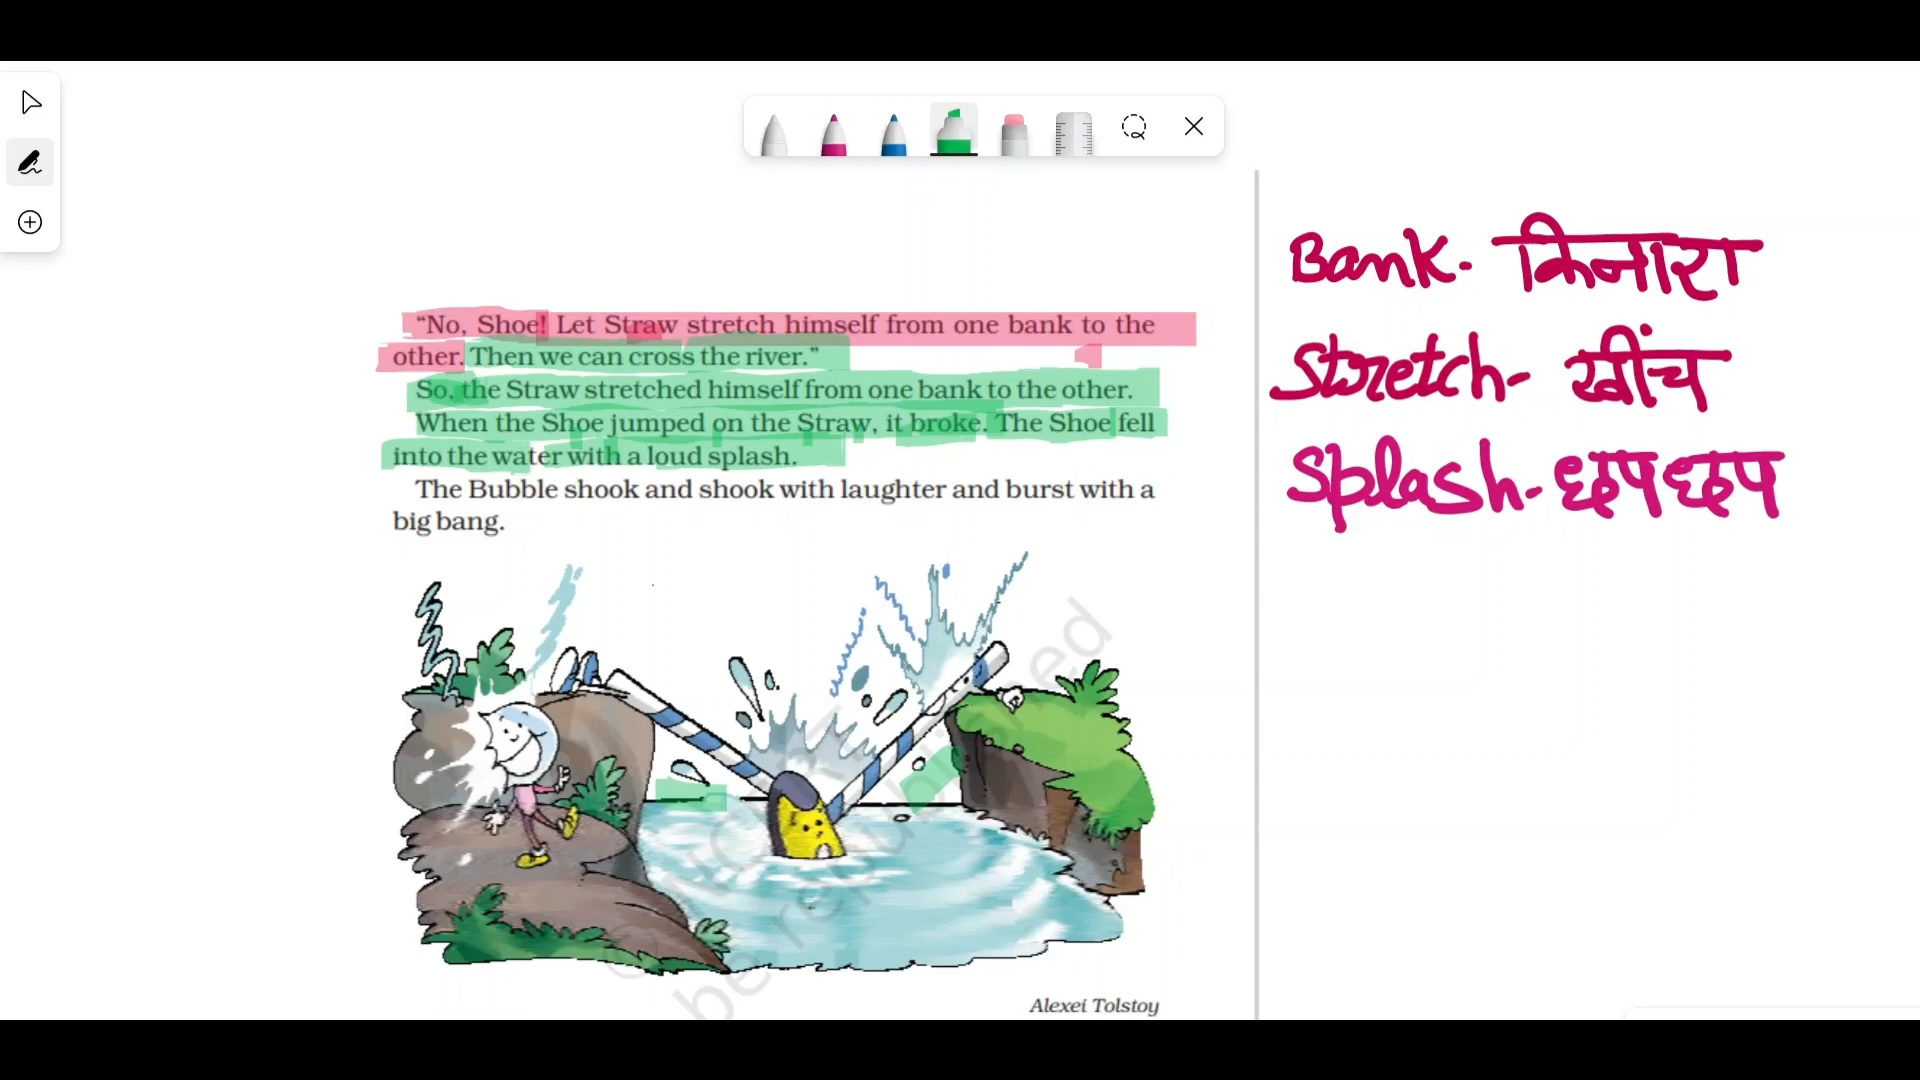 “No, Shoe! Let Straw stretch himself from one bank to the
other. Then we can cross the river.”
So, the Straw stretched himself from one bank to the other.
When the Shoe jumped on the Straw, it broke. The Shoe fell
into the water with a loud splash.
The Bubble shook and shook with laughter and burst with a
big bang.
Alexei Tolstoy
Bank- किनारा
Stretch- खींच
Splash- छपछप